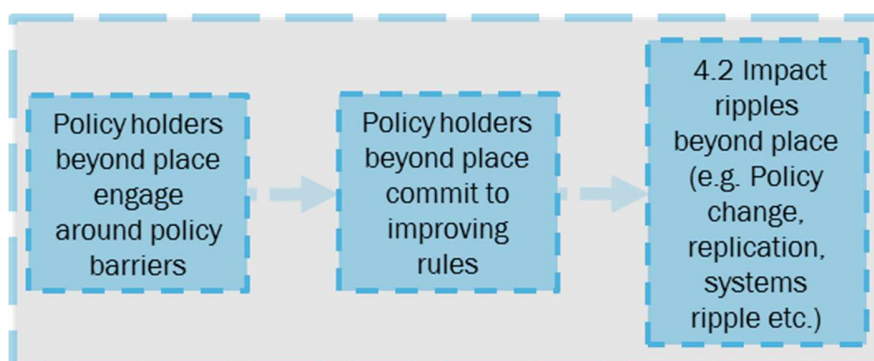 Policy holders
beyond place
engage
around policy
barriers
Policy holders
beyond place
commit to
improving
rules
4.2 Impact
ripples
beyond place
(e.g. Policy
change,
replication,
systems
ripple etc.)